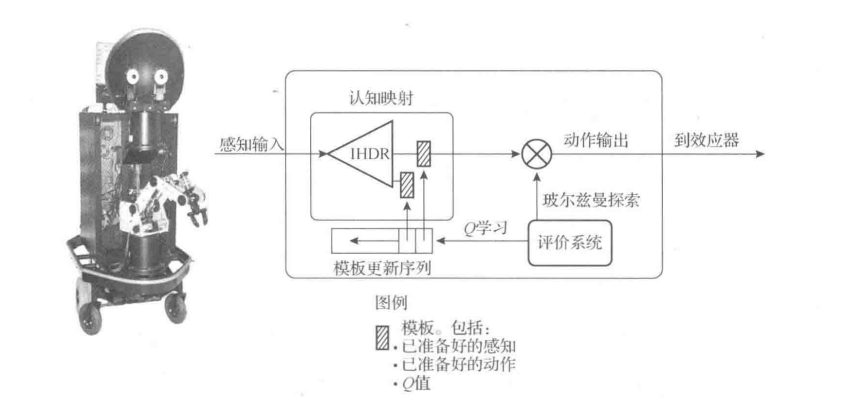 认知映射
感知输入
IHDR
动作输出
到效应器
玻尔兹曼探索
Q学习
评价系统
模板更新序列
图例
模板。包括：
·已准备好的感知
·已准备好的动作
·Q值